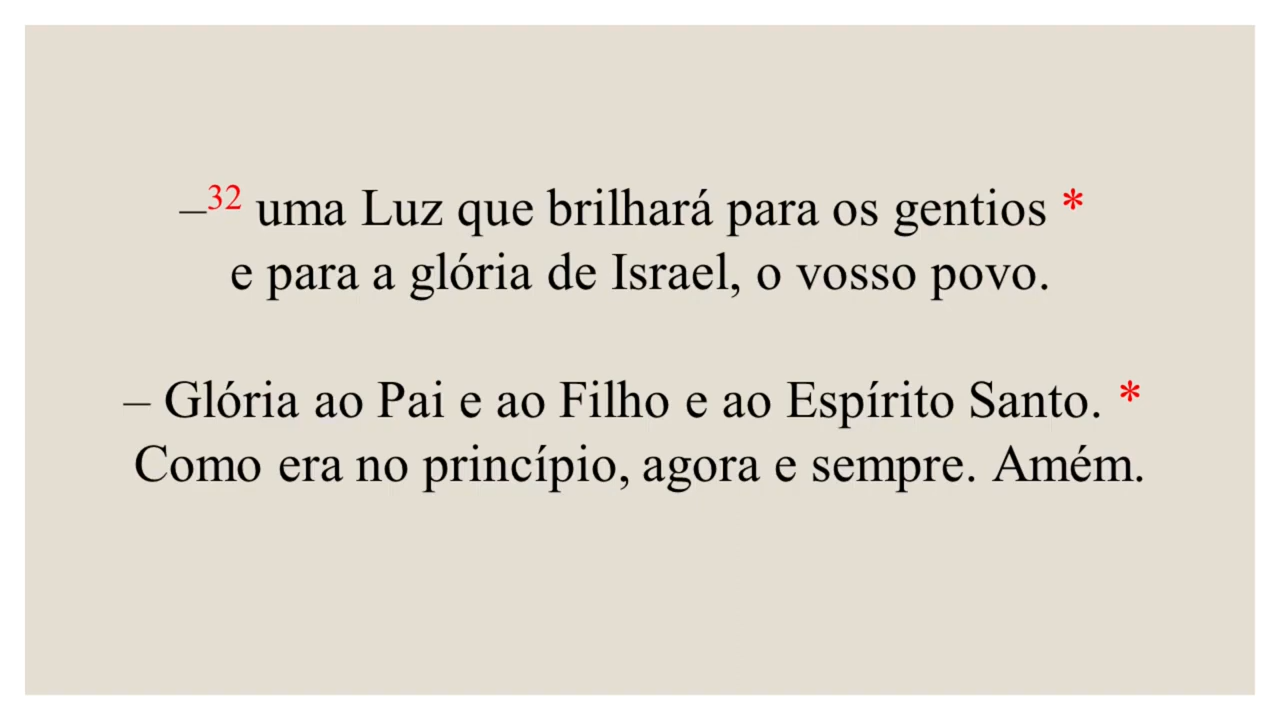 –32 uma Luz que brilhará para os gentios *
e para a glória de Israel, o vosso povo.
– Glória ao Pai e ao Filho e ao Espírito Santo. *
Como era no princípio, agora e sempre. Amém.